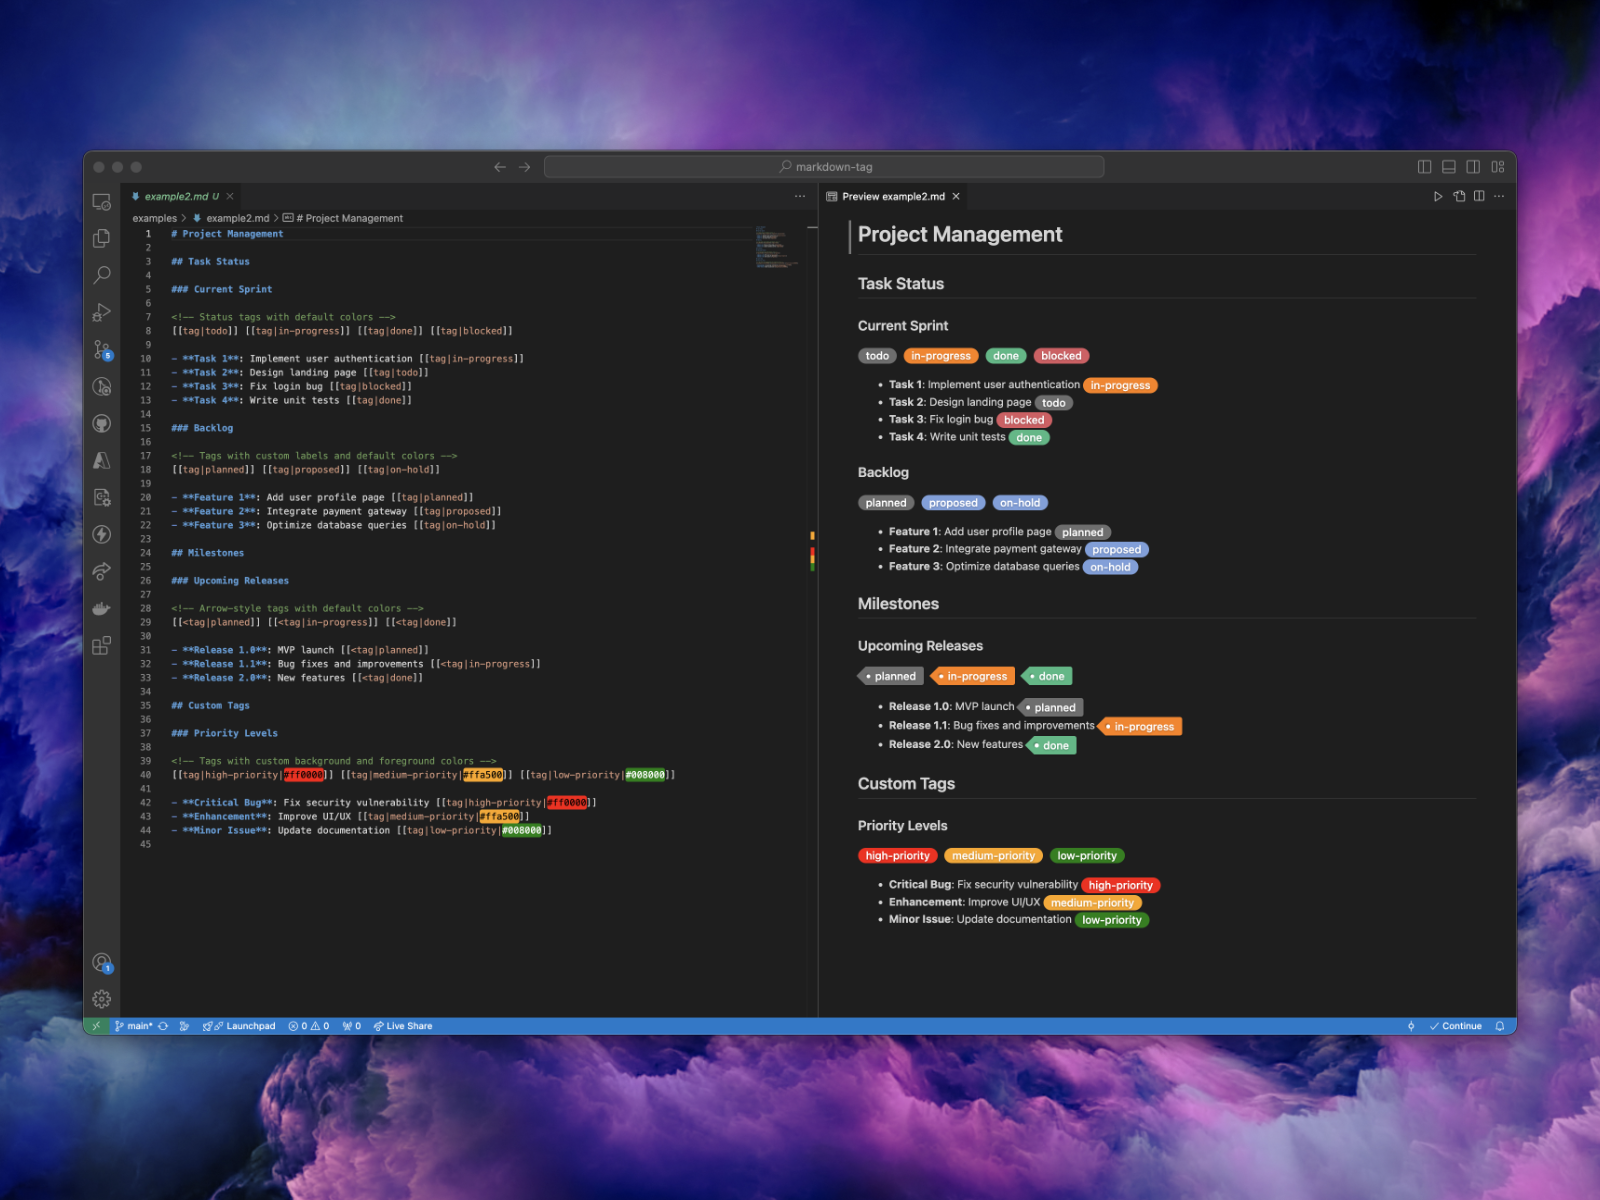 markdown-tag
example2.md U
examples > example2.md > # Project Management
1 # Project Management
2
3 ## Task Status
4
5 ### Current Sprint
6
7 <!-- Status tags with default colors -->
8 [[tag|todo]] [[tag|in-progress]] [[tag|done]] [[tag|blocked]]
9
10 - **Task 1**: Implement user authentication [[tag|in-progress]]
11 - **Task 2**: Design landing page [[tag|todo]]
12 - **Task 3**: Fix login bug [[tag|blocked]]
13 - **Task 4**: Write unit tests [[tag|done]]
14
15 ### Backlog
16
17 <!-- Tags with custom labels and default colors -->
18 [[tag|planned]] [[tag|proposed]] [[tag|on-hold]]
19
20 - **Feature 1**: Add user profile page [[tag|planned]]
21 - **Feature 2**: Integrate payment gateway [[tag|proposed]]
22 - **Feature 3**: Optimize database queries [[tag|on-hold]]
23
24 ## Milestones
25
26 ### Upcoming Releases
27
28 <!-- Arrow-style tags with default colors -->
29 [[<tag|planned]] [[<tag|in-progress]] [[<tag|done]]
30
31 - **Release 1.0**: MVP launch [[<tag|planned]]
32 - **Release 1.1**: Bug fixes and improvements [[<tag|in-progress]]
33 - **Release 2.0**: New features [[<tag|done]]
34
35 ## Custom Tags
36
37 ### Priority Levels
38
39 <!-- Tags with custom background and foreground colors -->
40 [[tag|high-priority|#ff0000]] [[tag|medium-priority|#ffa500]] [[tag|low-priority|#008000]]
41
42 - **Critical Bug**: Fix security vulnerability [[tag|high-priority|#ff0000]]
43 - **Enhancement**: Improve UI/UX [[tag|medium-priority|#ffa500]]
44 - **Minor Issue**: Update documentation [[tag|low-priority|#008000]]
45
Preview example2.md
Project Management
Task Status
Current Sprint
todo in-progress done blocked
• Task 1: Implement user authentication in-progress
• Task 2: Design landing page todo
• Task 3: Fix login bug blocked
• Task 4: Write unit tests done
Backlog
planned proposed on-hold
• Feature 1: Add user profile page planned
• Feature 2: Integrate payment gateway proposed
• Feature 3: Optimize database queries on-hold
Milestones
Upcoming Releases
• planned • in-progress • done
• Release 1.0: MVP launch • planned
• Release 1.1: Bug fixes and improvements • in-progress
• Release 2.0: New features • done
Custom Tags
Priority Levels
high-priority medium-priority low-priority
• Critical Bug: Fix security vulnerability high-priority
• Enhancement: Improve UI/UX medium-priority
• Minor Issue: Update documentation low-priority
5
1
main* Launchpad 0 0 0 Live Share
Continue